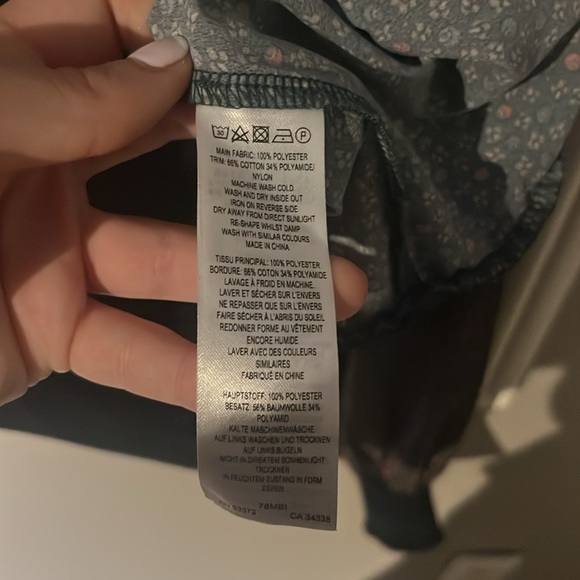 30 P
MAIN FABRIC: 100% POLYESTER
TRIM: 66% COTTON 34% POLYAMIDE/
NYLON
MACHINE WASH COLD
WASH AND DRY INSIDE OUT
IRON ON REVERSE SIDE
DRY AWAY FROM DIRECT SUNLIGHT
RE-SHAPE WHILST DAMP
WASH WITH SIMILAR COLOURS
MADE IN CHINA
TISSU PRINCIPAL: 100% POLYESTER
BORDURE: 66% COTON 34% POLYAMIDE
LAVAGE À FROID EN MACHINE.
LAVER ET SÉCHER SUR L'ENVERS
NE REPASSER QUE SUR L'ENVERS
FAIRE SÉCHER À L'ABRIS DU SOLEIL
REDONNER FORME AU VÊTEMENT
ENCORE HUMIDE
LAVER AVEC DES COULEURS
SIMILAIRES
FABRIQUÉ EN CHINE
HAUPTSTOFF: 100% POLYESTER
BESATZ: 66% BAUMWOLLE 34%
POLYAMID
KALTE MASCHINENWÄSCHE
AUF LINKS WASCHEN UND TROCKNEN
AUF LINKS BÜGELN
NICHT IN DIREKTEM SONNENLICHT
TROCKNEN
IN FEUCHTEM ZUSTAND IN FORM
ZIEHEN
78MBI
CA 34338